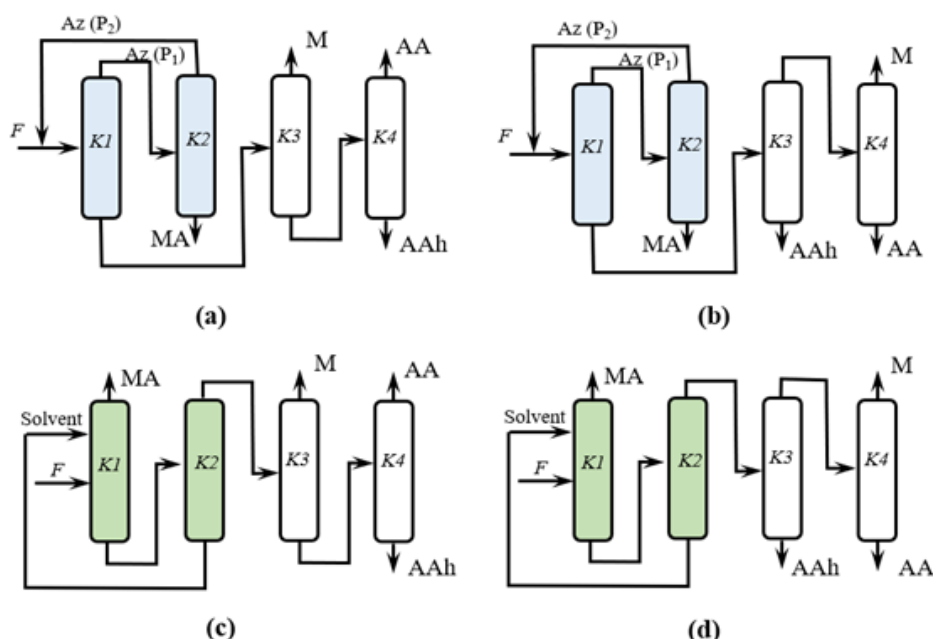 Az (P₂)
Az (P₁)
M
AA
F
K1
K2
K3
K4
MA
AAh
(a)
Az (P₂)
Az (P₁)
M
F
K1
K2
K3
K4
MA
AAh
AA
(b)
MA
M
AA
Solvent
F
K1
K2
K3
K4
AAh
(c)
MA
M
Solvent
F
K1
K2
K3
K4
AAh
AA
(d)